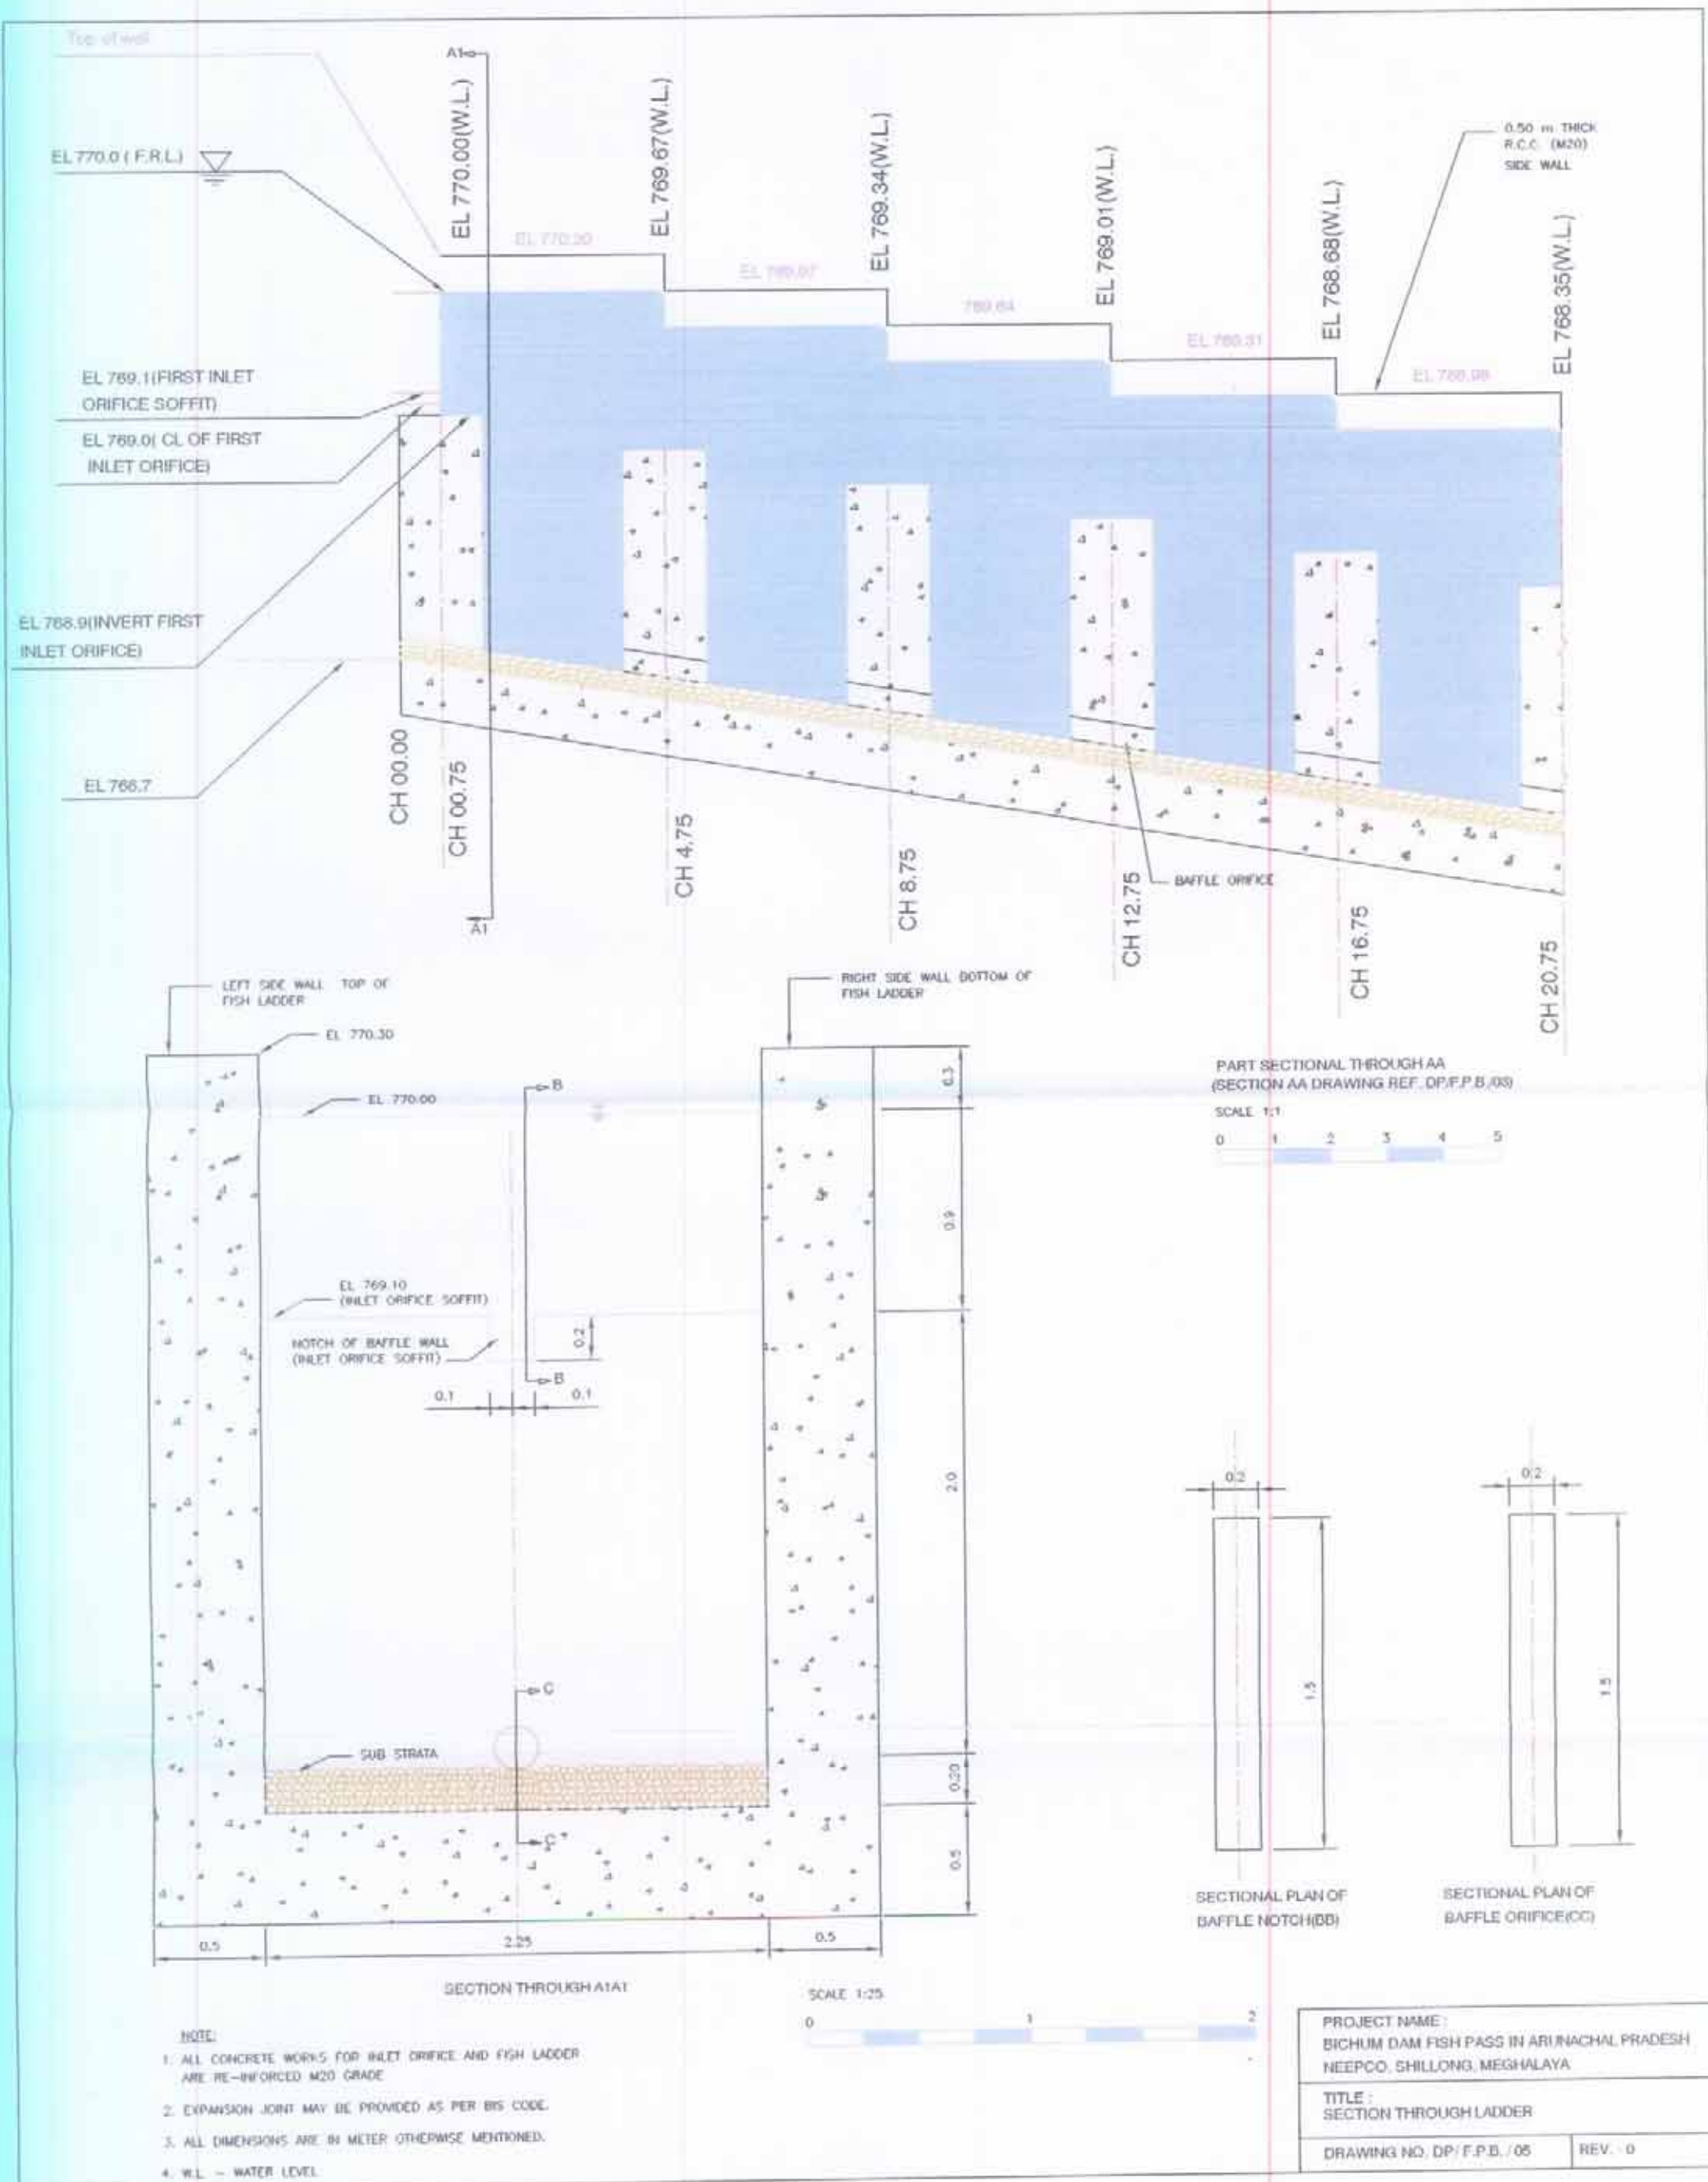 Top of wall
A1
EL 770.00(W.L.)
EL 769.67(W.L.)
EL 769.34(W.L.)
EL 769.01(W.L.)
EL 768.68(W.L.)
EL 768.35(W.L.)
0.50 m THICK
R.C.C. (M20)
SIDE WALL
EL 770.0 ( F.R.L.)
EL 770.30
EL 769.97
769.64
EL 769.31
EL 768.98
EL 769.1(FIRST INLET
ORIFICE SOFFIT)
EL 769.0( CL OF FIRST
INLET ORIFICE)
EL 768.9(INVERT FIRST
INLET ORIFICE)
EL 766.7
CH 00.00
CH 00.75
CH 4.75
CH 8.75
CH 12.75
CH 16.75
CH 20.75
BAFFLE ORIFICE
A1
PART SECTIONAL THROUGH AA
(SECTION AA DRAWING REF. DP/F.P.B./03)
SCALE 1:1
0 1 2 3 4 5
LEFT SIDE WALL TOP OF
FISH LADDER
RIGHT SIDE WALL BOTTOM OF
FISH LADDER
EL 770.30
EL 770.00
B
0.3
0.9
EL 769.10
(INLET ORIFICE SOFFIT)
NOTCH OF BAFFLE WALL
(INLET ORIFICE SOFFIT)
0.2
B
0.1
0.1
2.0
C
SUB STRATA
0.20
C
0.5
0.5
2.25
0.5
SECTION THROUGH A1A1
0.2
1.5
SECTIONAL PLAN OF
BAFFLE NOTCH(BB)
0.2
1.5
SECTIONAL PLAN OF
BAFFLE ORIFICE(CC)
SCALE 1:25
0 1 2
NOTE:
1. ALL CONCRETE WORKS FOR INLET ORIFICE AND FISH LADDER
ARE RE-INFORCED M20 GRADE
2. EXPANSION JOINT MAY BE PROVIDED AS PER BIS CODE.
3. ALL DIMENSIONS ARE IN METER OTHERWISE MENTIONED.
4. W.L - WATER LEVEL
PROJECT NAME :
BICHUM DAM FISH PASS IN ARUNACHAL PRADESH
NEEPCO, SHILLONG, MEGHALAYA
TITLE :
SECTION THROUGH LADDER
DRAWING NO. DP/ F.P.B. / 05
REV. - 0